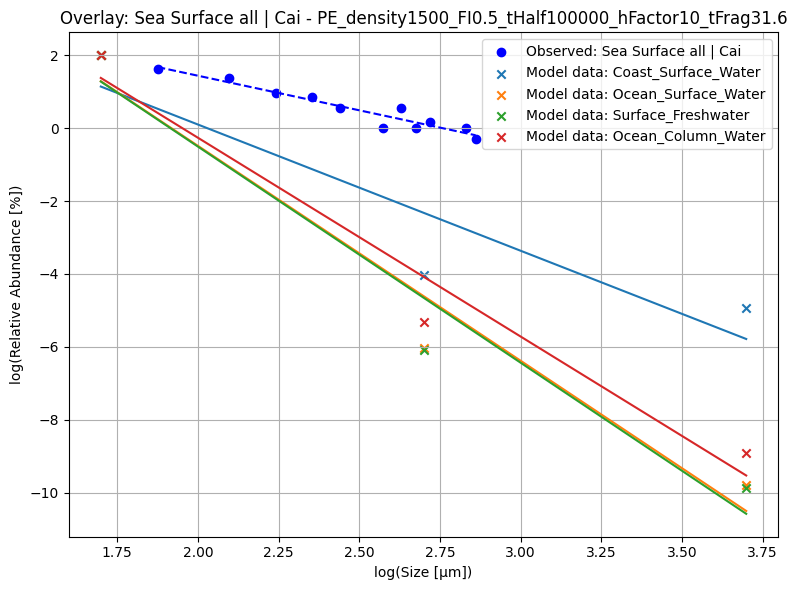 Overlay: Sea Surface all | Cai - PE_density1500_FI0.5_tHalf100000_hFactor10_tFrag31.6
Observed: Sea Surface all | Cai
Model data: Coast_Surface_Water
Model data: Ocean_Surface_Water
Model data: Surface_Freshwater
Model data: Ocean_Column_Water
log(Relative Abundance [%])
2
0
−2
−4
−6
−8
−10
1.75
2.00
2.25
2.50
2.75
3.00
3.25
3.50
3.75
log(Size [µm])